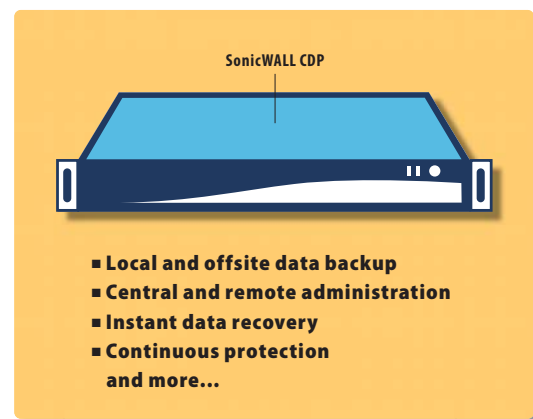 SonicWALL CDP
▪ Local and offsite data backup
▪ Central and remote administration
▪ Instant data recovery
▪ Continuous protection
and more...